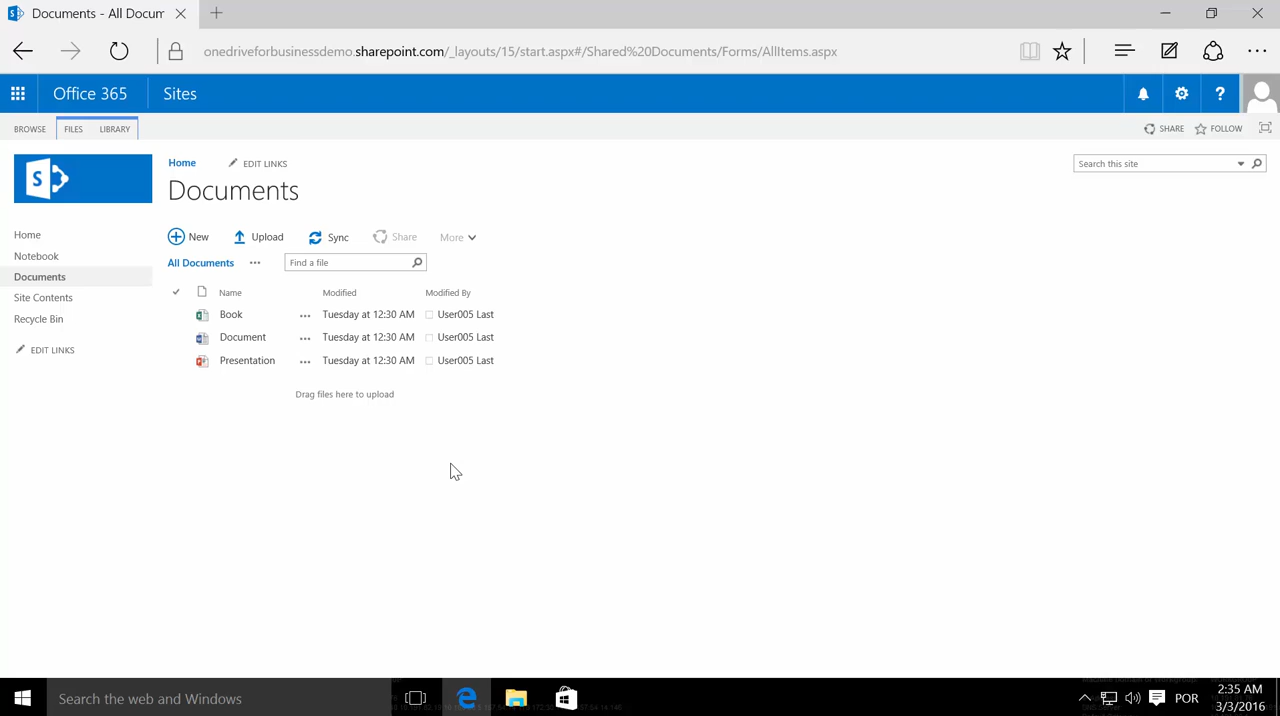 Documents - All Docum
onedriveforbusinessdemo.sharepoint.com/_layouts/15/start.aspx#/Shared%20Documents/Forms/AllItems.aspx
Office 365 Sites ?
BROWSE FILES LIBRARY SHARE FOLLOW
S
Home EDIT LINKS
Search this site
Documents
Home
Notebook
Documents
Site Contents
Recycle Bin
EDIT LINKS
New Upload Sync Share More
All Documents ••• Find a file
Name Modified Modified By
Book ••• Tuesday at 12:30 AM User005 Last
Document ••• Tuesday at 12:30 AM User005 Last
Presentation ••• Tuesday at 12:30 AM User005 Last
Drag files here to upload
Search the web and Windows
POR
2:35 AM
3/3/2016